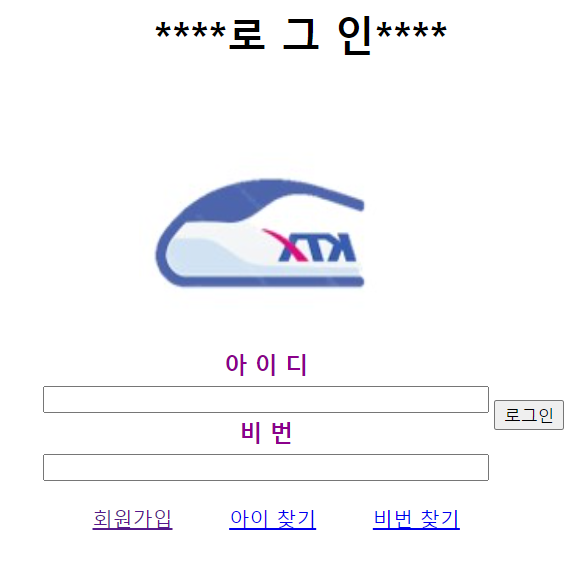 ****로 그 인****
KTX
아 이 디
로그인
비 번
회원가입 아이 찾기 비번 찾기